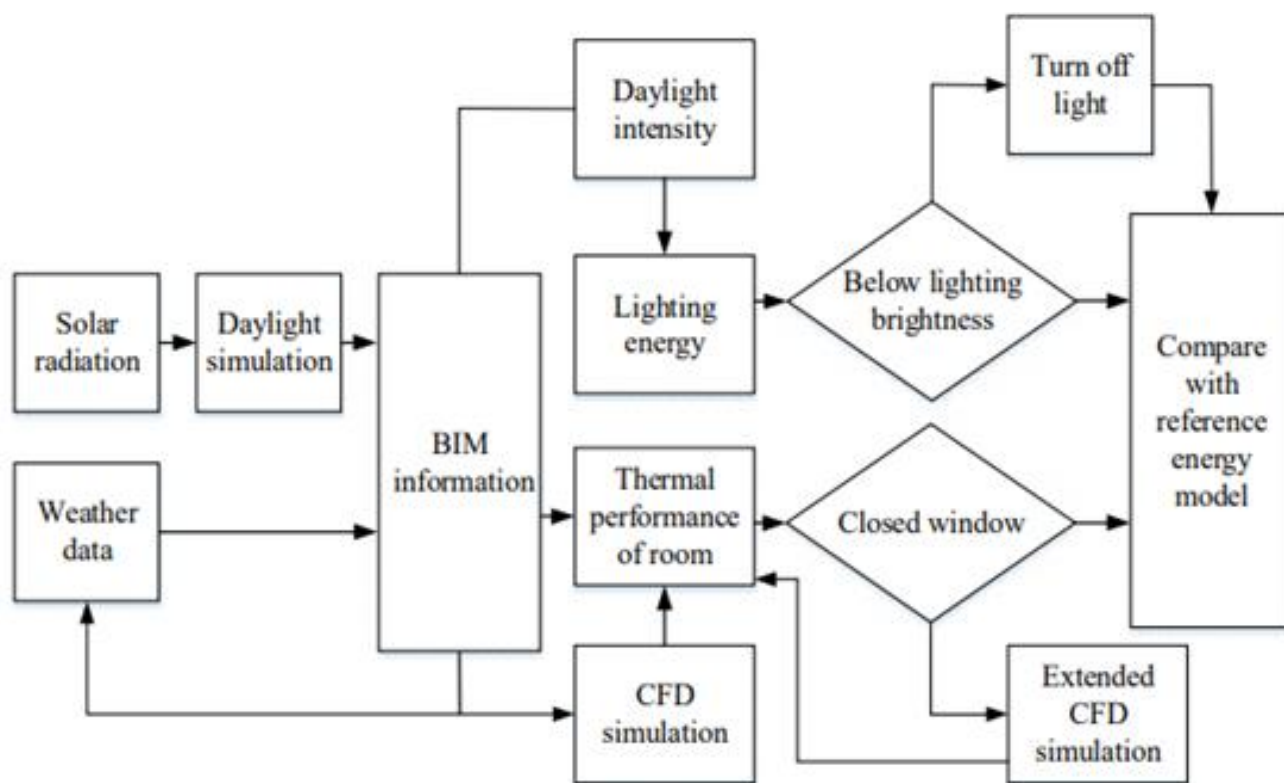 Solar
radiation
Daylight
simulation
Weather
data
BIM
information
Daylight
intensity
Lighting
energy
Thermal
performance
of room
CFD
simulation
Turn off
light
Below lighting
brightness
Closed window
Extended
CFD
simulation
Compare
with
reference
energy
model